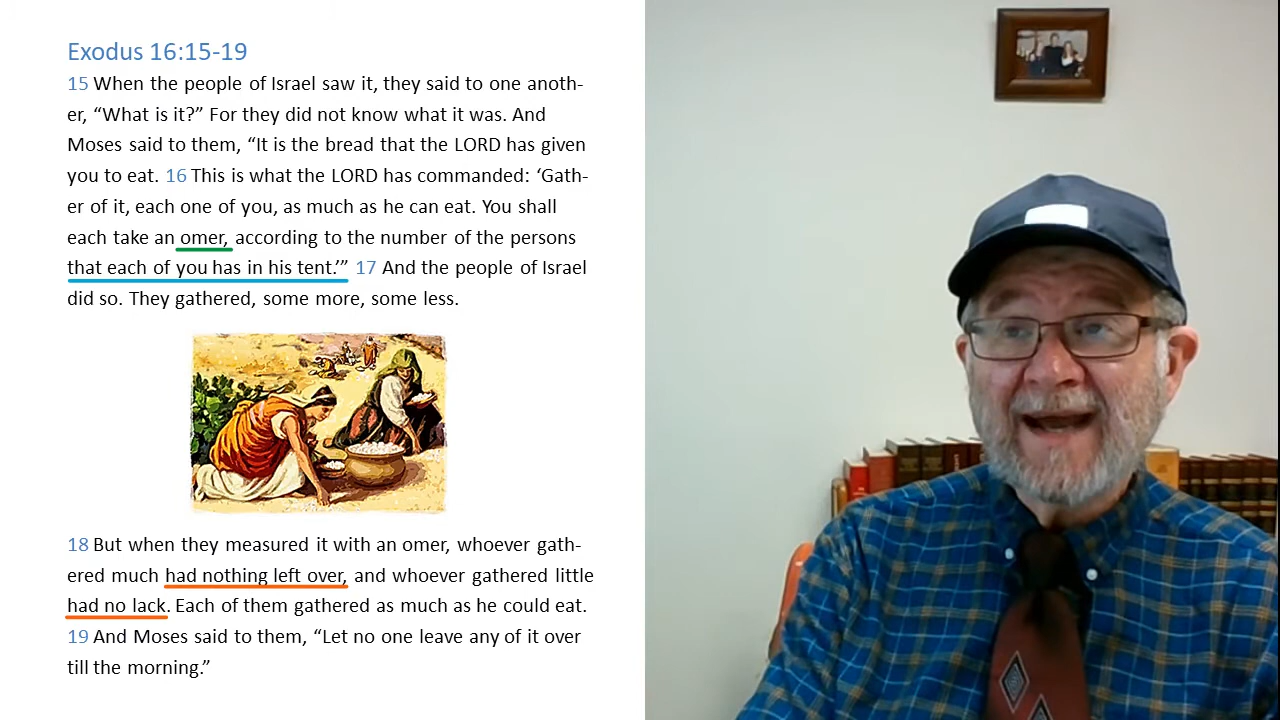 Exodus 16:15-19
15 When the people of Israel saw it, they said to one anoth-
er, “What is it?” For they did not know what it was. And
Moses said to them, “It is the bread that the LORD has given
you to eat. 16 This is what the LORD has commanded: ‘Gath-
er of it, each one of you, as much as he can eat. You shall
each take an omer, according to the number of the persons
that each of you has in his tent.’” 17 And the people of Israel
did so. They gathered, some more, some less.
18 But when they measured it with an omer, whoever gath-
ered much had nothing left over, and whoever gathered little
had no lack. Each of them gathered as much as he could eat.
19 And Moses said to them, “Let no one leave any of it over
till the morning.”